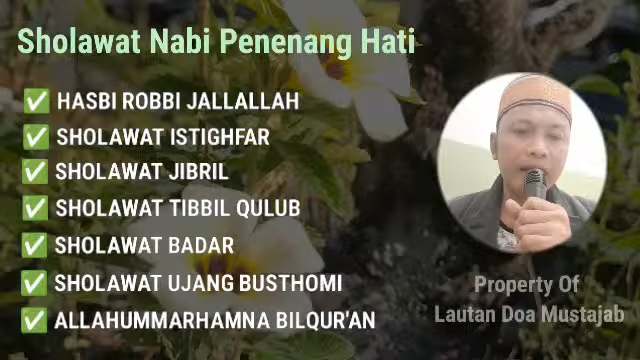 Sholawat Nabi Penenang Hati
✅ HASBI ROBBI JALLALLAH
✅ SHOLAWAT ISTIGHFAR
✅ SHOLAWAT JIBRIL
✅ SHOLAWAT TIBBIL QULUB
✅ SHOLAWAT BADAR
✅ SHOLAWAT UJANG BUSTHOMI
✅ ALLAHUMMARHAMNA BILQUR'AN
Property Of
Lautan Doa Mustajab